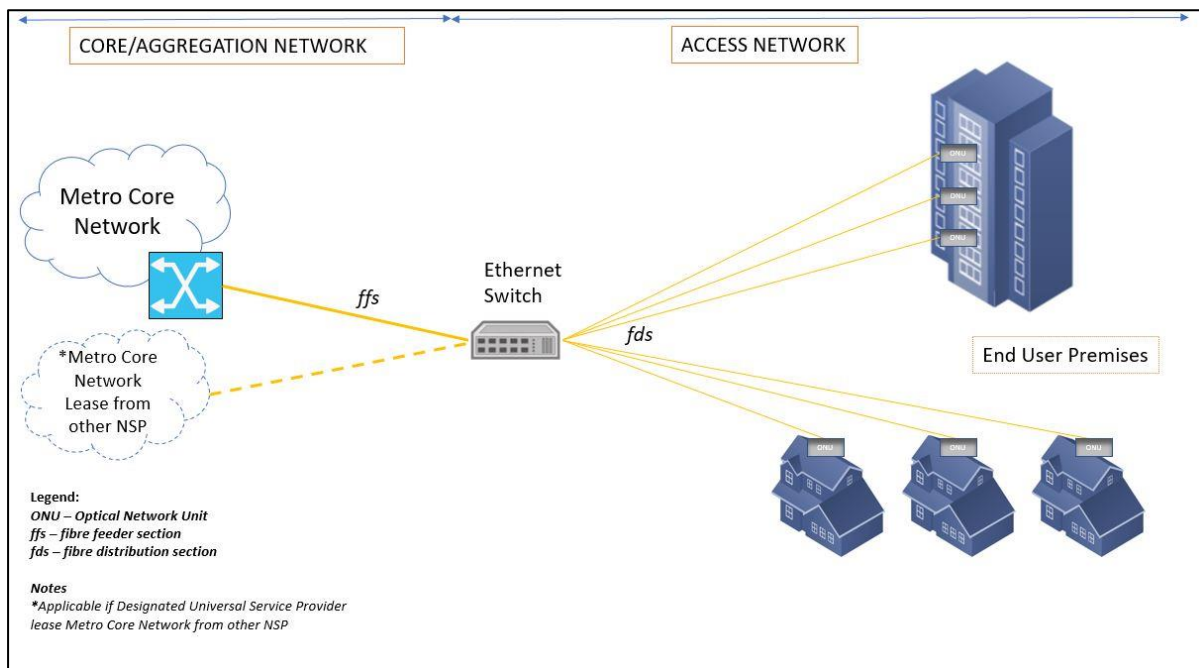 CORE/AGGREGATION NETWORK
ACCESS NETWORK
Metro Core
Network
Ethernet
Switch
ffs
fds
ONU
ONU
ONU
*Metro Core
Network
Lease from
other NSP
End User Premises
ONU
ONU
ONU
Legend:
ONU – Optical Network Unit
ffs – fibre feeder section
fds – fibre distribution section
Notes
*Applicable if Designated Universal Service Provider
lease Metro Core Network from other NSP